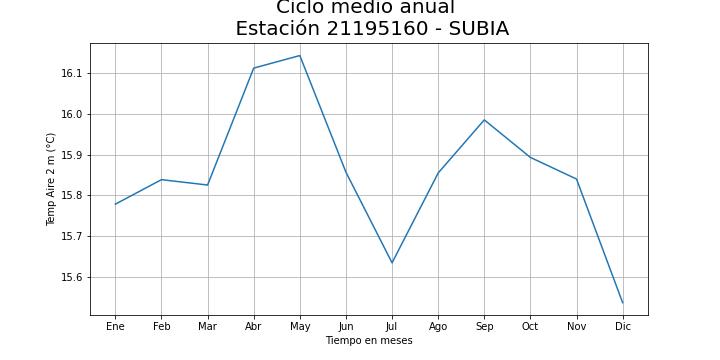 Ciclo medio anual
Estación 21195160 - SUBIA
Temp Aire 2 m (°C)
16.1
16.0
15.9
15.8
15.7
15.6
Ene Feb Mar Abr May Jun Jul Ago Sep Oct Nov Dic
Tiempo en meses